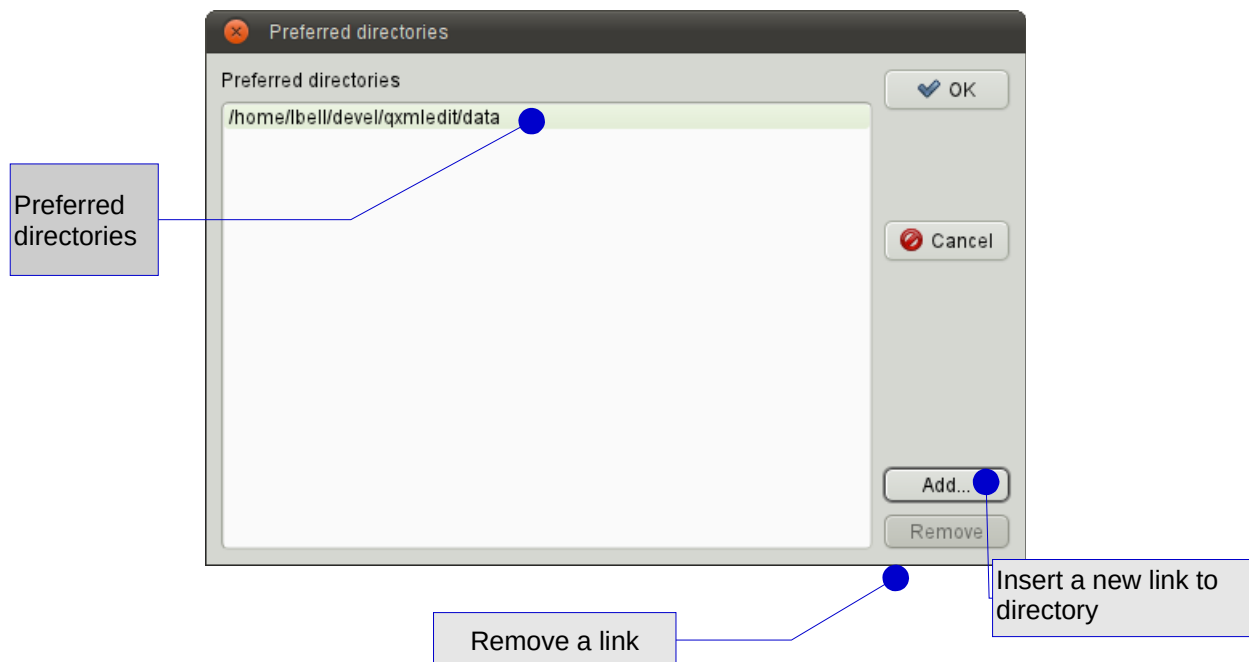 Preferred directories
Preferred directories
OK
/home/lbell/devel/qxmledit/data
Preferred
directories
Cancel
Add...
Remove
Insert a new link to
directory
Remove a link